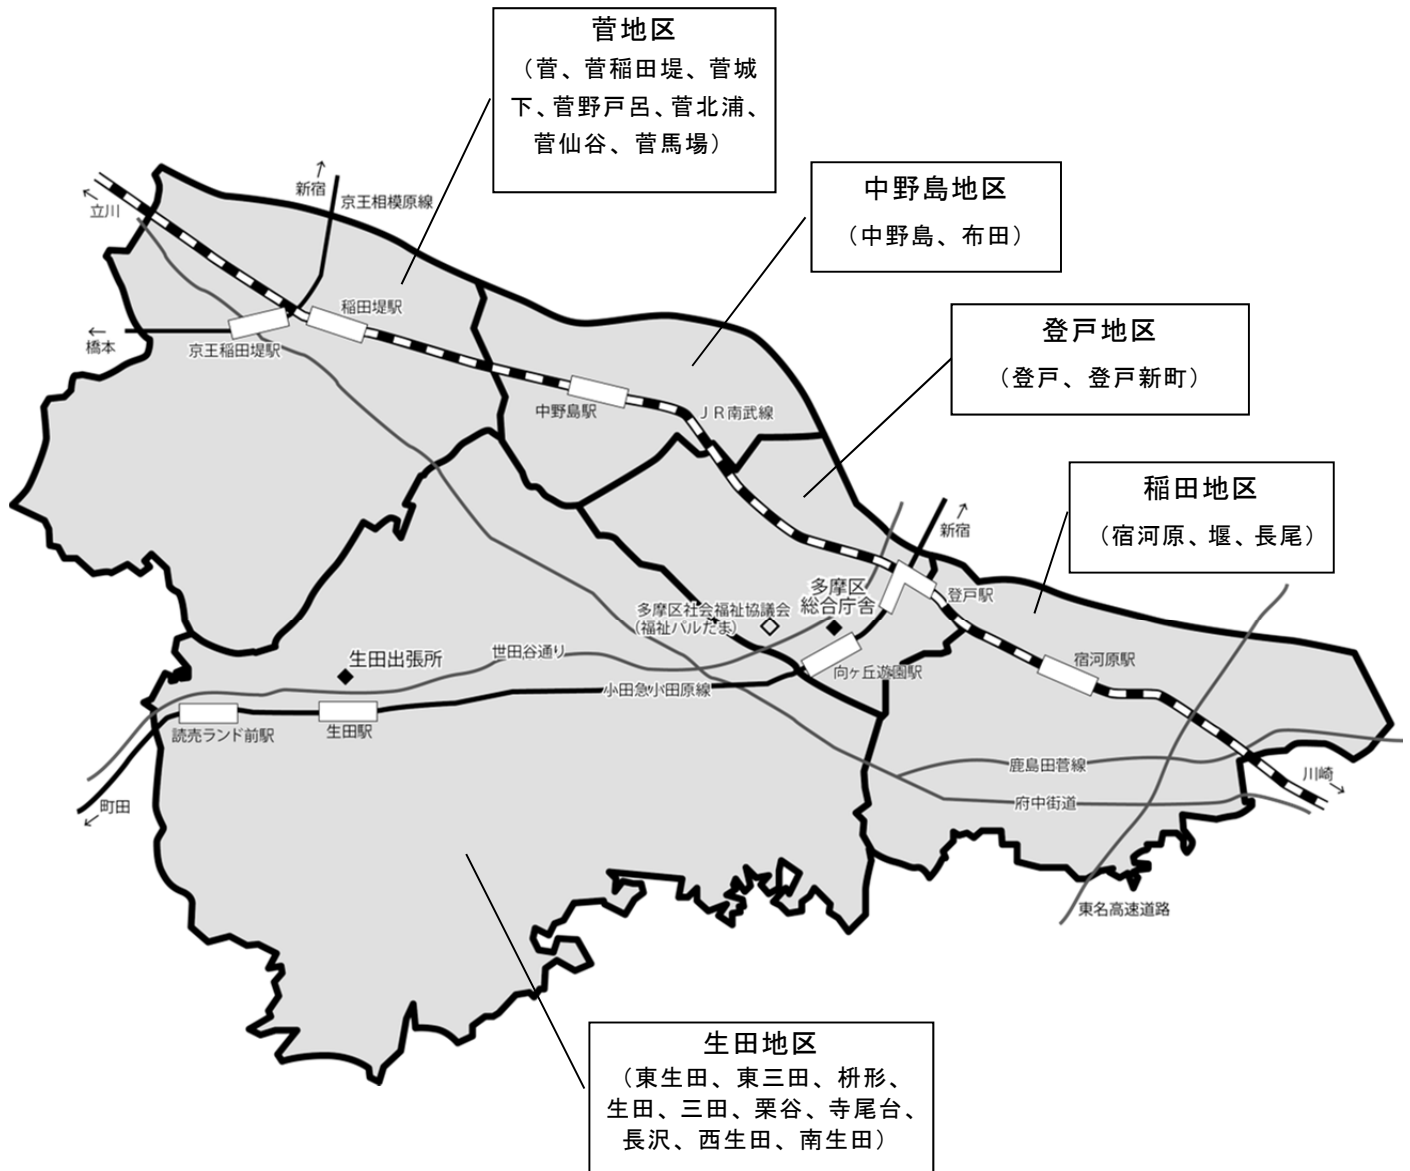 菅地区
（菅、菅稲田堤、菅城
下、菅野戸呂、菅北浦、
菅仙谷、菅馬場）
中野島地区
（中野島、布田）
登戸地区
（登戸、登戸新町）
稲田地区
（宿河原、堰、長尾）
↑
新宿
京王相模原線
←
立川
稲田堤駅
←
橋本
京王稲田堤駅
中野島駅
ＪＲ南武線
↑
新宿
多摩区
総合庁舎
登戸駅
多摩区社会福祉協議会
（福祉パルたま）
宿河原駅
向ヶ丘遊園駅
生田出張所
世田谷通り
小田急小田原線
読売ランド前駅
生田駅
鹿島田菅線
川崎
→
府中街道
町田
←
東名高速道路
生田地区
（東生田、東三田、枡形、
生田、三田、栗谷、寺尾台、
長沢、西生田、南生田）